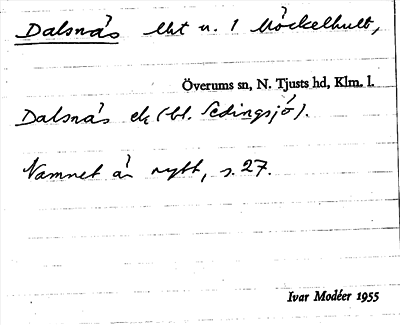 Dalsnäs lht u. 1 Möckelhult,
Överums sn, N. Tjusts hd, Klm. l.
Dalsnäs ek (bl. Sedingsjö).
Namnet är nytt, s. 27.
Ivar Modéer 1955